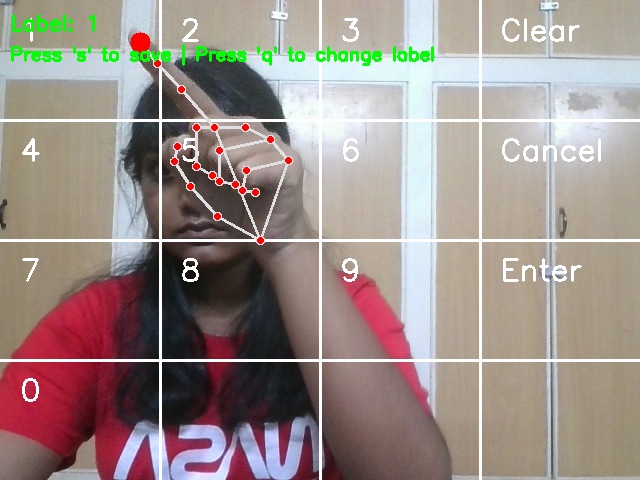 Label: 1
1 2 3 Clear
Press 's' to save | Press 'q' to change label
4 5 6 Cancel
7 8 9 Enter
0
NASA